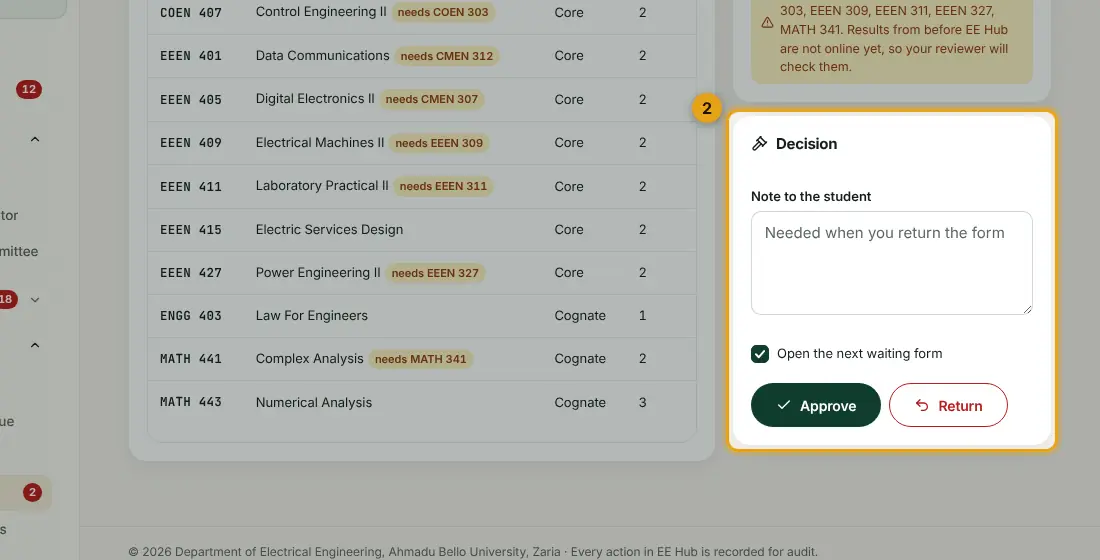 12
tor
mittee
18
ue
2
s
COEN 407 Control Engineering II needs COEN 303 Core 2
EEEN 401 Data Communications needs CMEN 312 Core 2
EEEN 405 Digital Electronics II needs CMEN 307 Core 2
EEEN 409 Electrical Machines II needs EEEN 309 Core 2
EEEN 411 Laboratory Practical II needs EEEN 311 Core 2
EEEN 415 Electric Services Design Core 2
EEEN 427 Power Engineering II needs EEEN 327 Core 2
ENGG 403 Law For Engineers Cognate 1
MATH 441 Complex Analysis needs MATH 341 Cognate 2
MATH 443 Numerical Analysis Cognate 3
303, EEEN 309, EEEN 311, EEEN 327,
MATH 341. Results from before EE Hub
are not online yet, so your reviewer will
check them.
2
Decision
Note to the student
Needed when you return the form
Open the next waiting form
Approve Return
© 2026 Department of Electrical Engineering, Ahmadu Bello University, Zaria · Every action in EE Hub is recorded for audit.